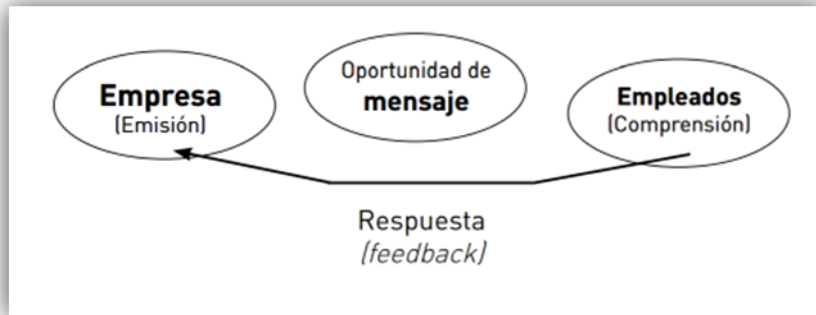 Empresa
(Emisión)
Oportunidad de
mensaje
Empleados
(Comprensión)
Respuesta
(feedback)